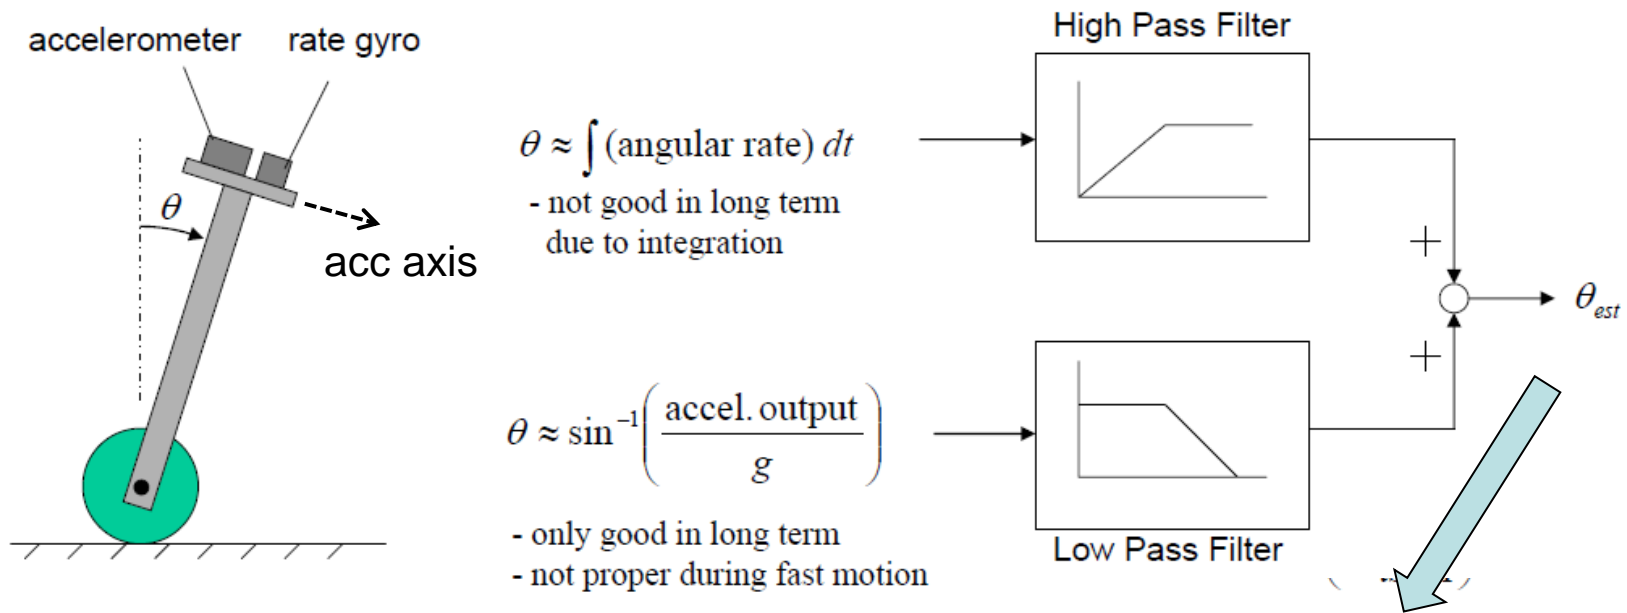 accelerometer rate gyro
θ
acc axis
θ ≈ ∫ (angular rate) dt
- not good in long term
due to integration
θ ≈ sin⁻¹(accel. output / g)
- only good in long term
- not proper during fast motion
High Pass Filter
Low Pass Filter
+
+
θest